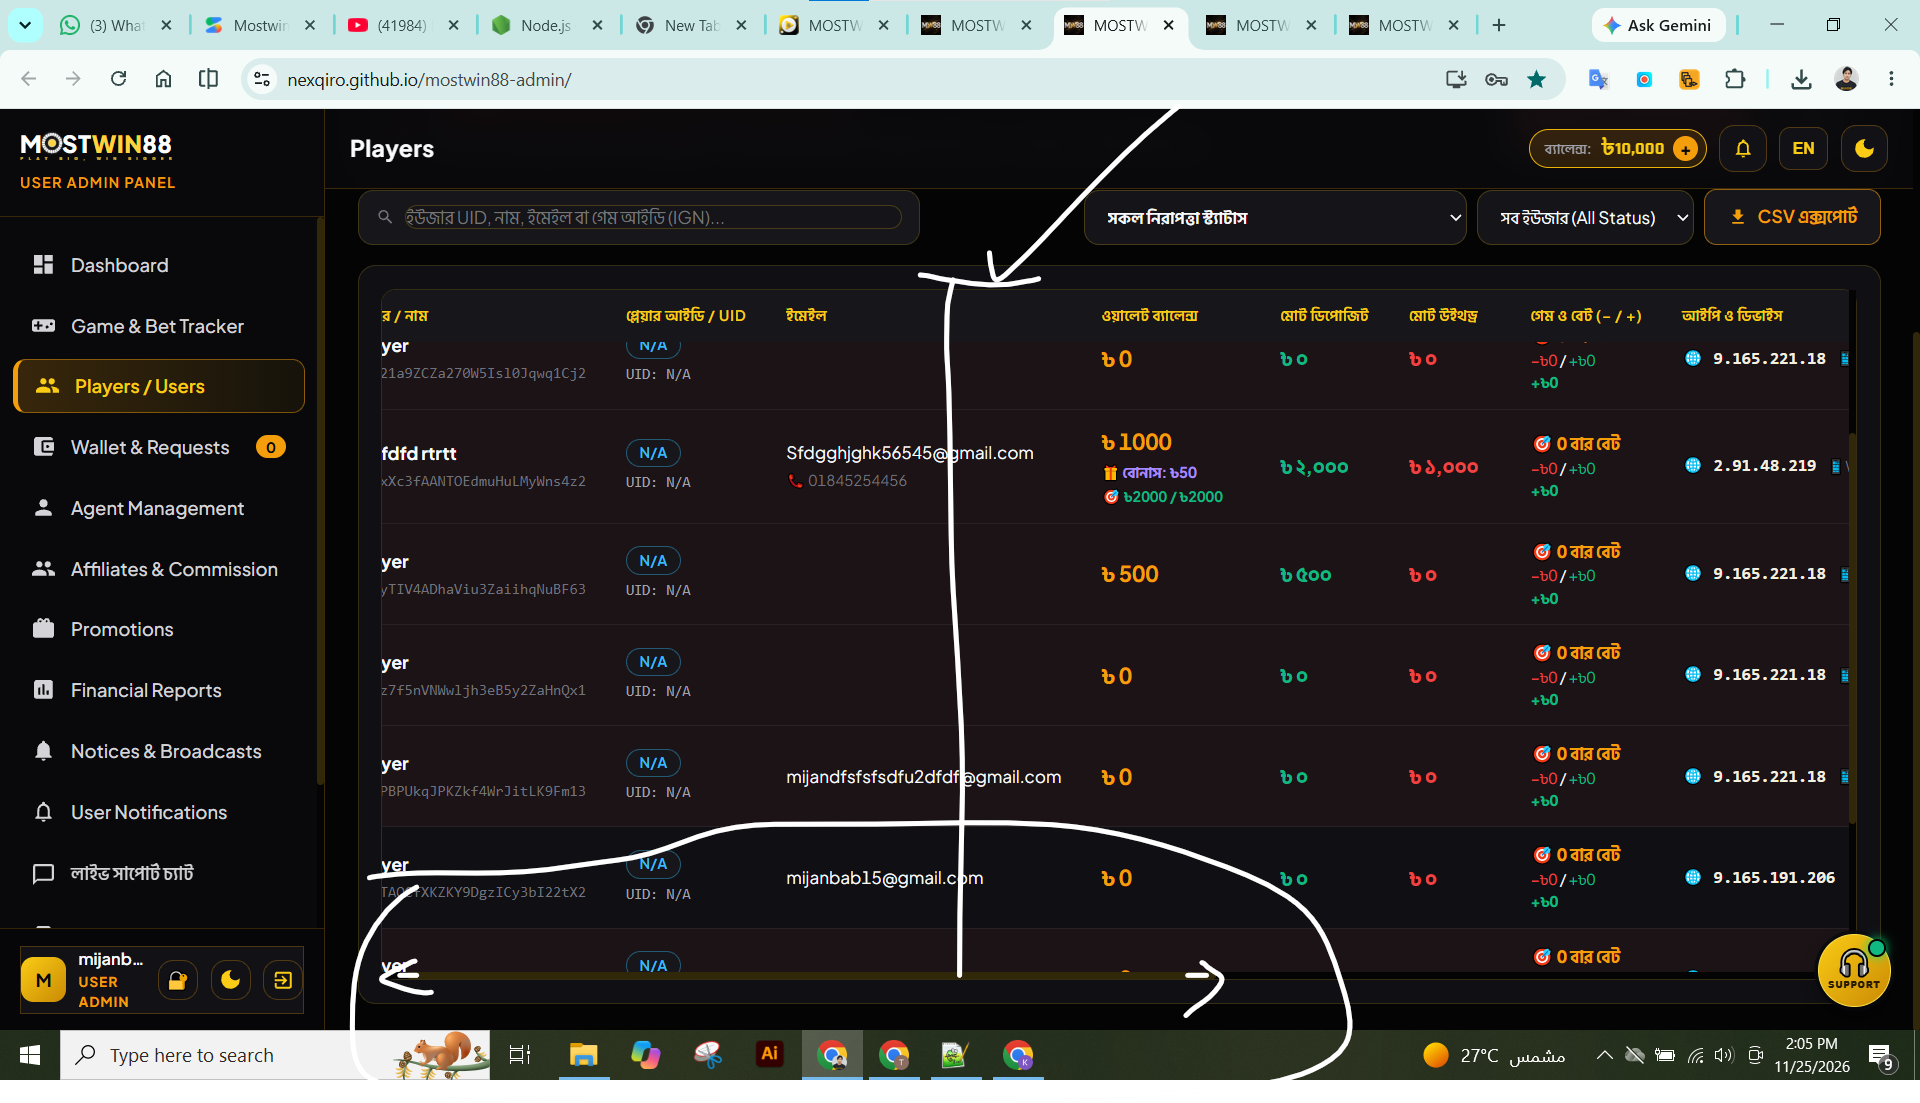 (3) What
Mostwin
(41984)
Node.js
New Tab
MOSTW
MOSTW
MOSTW
MOSTW
MOSTW
Ask Gemini
nexqiro.github.io/mostwin88-admin/
MOSTWIN88
PLAY BIG, WIN BIGGER
USER ADMIN PANEL
Players
ব্যালেন্স: ৳10,000 +
EN
ইউজার UID, নাম, ইমেইল বা গেম আইডি (IGN)...
সকল নিরাপত্তা স্ট্যাটাস
সব ইউজার (All Status)
CSV এক্সপোর্ট
Dashboard
Game & Bet Tracker
Players / Users
Wallet & Requests 0
Agent Management
Affiliates & Commission
Promotions
Financial Reports
Notices & Broadcasts
User Notifications
লাইভ সাপোর্ট চ্যাট
M
mijanb...
USER
ADMIN
র / নাম প্লেয়ার আইডি / UID ইমেইল ওয়ালেট ব্যালেন্স মোট ডিপোজিট মোট উইথড্র গেম ও বেট (− / +) আইপি ও ডিভাইস
yer N/A ৳ 0 ৳ ০ ৳ ০ -৳0 / +৳0 9.165.221.18
21a9ZCZa270W5Isl0Jqwq1Cj2 UID: N/A +৳0
fdfd rtrtt N/A Sfdgghjghk56545@gmail.com ৳ 1000 ৳ ২,০০০ ৳ ১,০০০ 0 বার বেট 2.91.48.219
xXc3fAANTOEdmuHuLMyWns4z2 UID: N/A 01845254456 বোনাস: ৳50 -৳0 / +৳0
৳2000 / ৳2000 +৳0
yer N/A ৳ 500 ৳ ৫০০ ৳ ০ 0 বার বেট 9.165.221.18
yTIV4ADhaViu3ZaiihqNuBF63 UID: N/A -৳0 / +৳0
+৳0
yer N/A ৳ 0 ৳ ০ ৳ ০ 0 বার বেট 9.165.221.18
z7f5nVNWwljh3eB5y2ZaHnQx1 UID: N/A -৳0 / +৳0
+৳0
yer N/A mijandfsfsfsdfu2dfdf@gmail.com ৳ 0 ৳ ০ ৳ ০ 0 বার বেট 9.165.221.18
PBPUkqJPKZkf4WrJitLK9Fm13 UID: N/A -৳0 / +৳0
+৳0
yer N/A mijanbab15@gmail.com ৳ 0 ৳ ০ ৳ ০ 0 বার বেট 9.165.191.206
UID: N/A -৳0 / +৳0
+৳0
yer N/A 0 বার বেট
SUPPORT
Type here to search
Ai
27°C مشمس
2:05 PM
11/25/2026
9